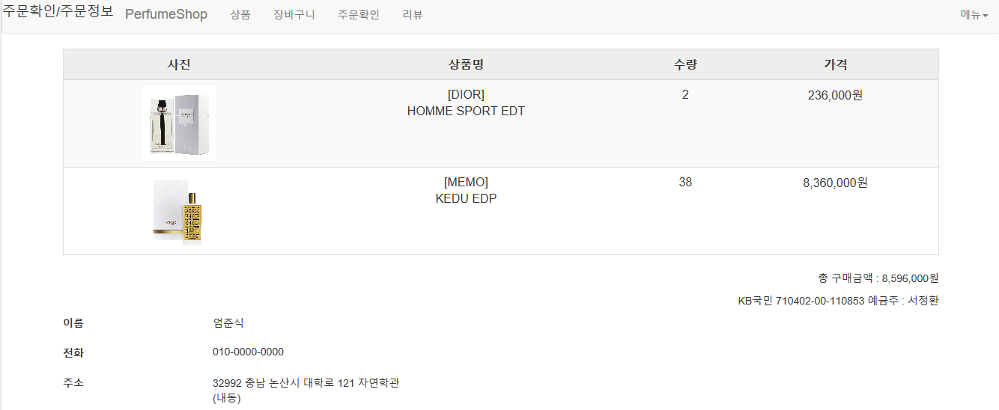 주문확인/주문정보 PerfumeShop 상품 장바구니 주문확인 리뷰 메뉴
사진 상품명 수량 가격
[DIOR] 2 236,000원
HOMME SPORT EDT
[MEMO] 38 8,360,000원
KEDU EDP
총 구매금액 : 8,596,000원
KB국민 710402-00-110853 예금주 : 서정환
이름 엄준식
전화 010-0000-0000
주소 32992 충남 논산시 대학로 121 자연학관
(내동)